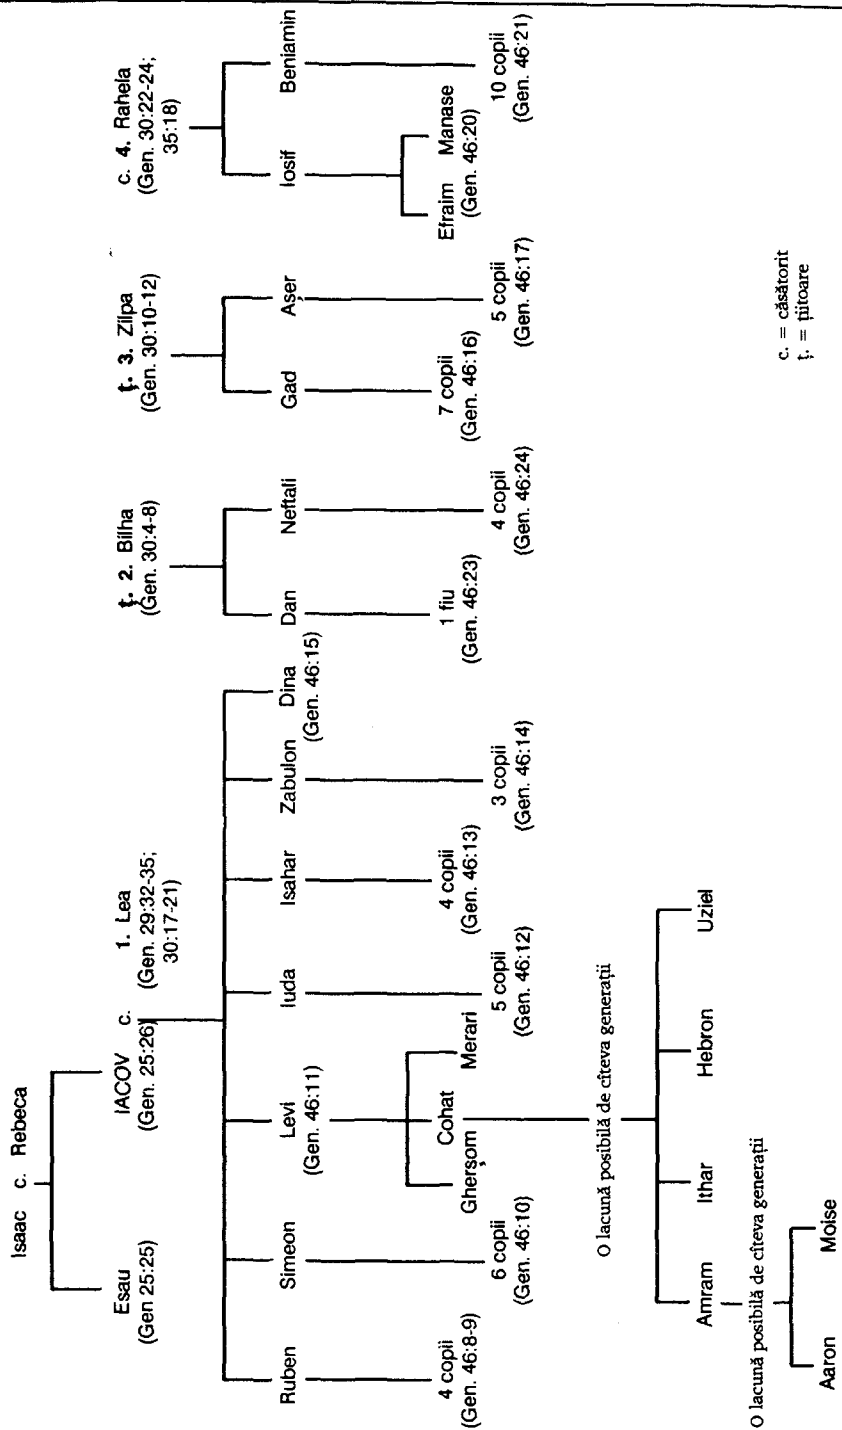 Isaac c. Rebeca
Esau
(Gen 25:25)
IACOV c.
(Gen. 25:26)
1. Lea
(Gen. 29:32-35;
30:17-21)
ţ. 2. Bilha
(Gen. 30:4-8)
ţ. 3. Zilpa
(Gen. 30:10-12)
c. 4. Rahela
(Gen. 30:22-24;
35:18)
Ruben
Simeon
Levi
(Gen. 46:11)
Iuda
Isahar
Zabulon
Dina
(Gen. 46:15)
Dan
Neftali
Gad
Aşer
Iosif
Beniamin
4 copii
(Gen. 46:8-9)
6 copii
(Gen. 46:10)
Gherşom
Cohat
Merari
5 copii
(Gen. 46:12)
4 copii
(Gen. 46:13)
3 copii
(Gen. 46:14)
1 fiu
(Gen. 46:23)
4 copii
(Gen. 46:24)
7 copii
(Gen. 46:16)
5 copii
(Gen. 46:17)
Efraim Manase
(Gen. 46:20)
10 copii
(Gen. 46:21)
O lacună posibilă de cîteva generaţii
Amram
Ithar
Hebron
Uziel
O lacună posibilă de cîteva generaţii
Aaron
Moise
c. = căsătorit
ţ. = ţiitoare